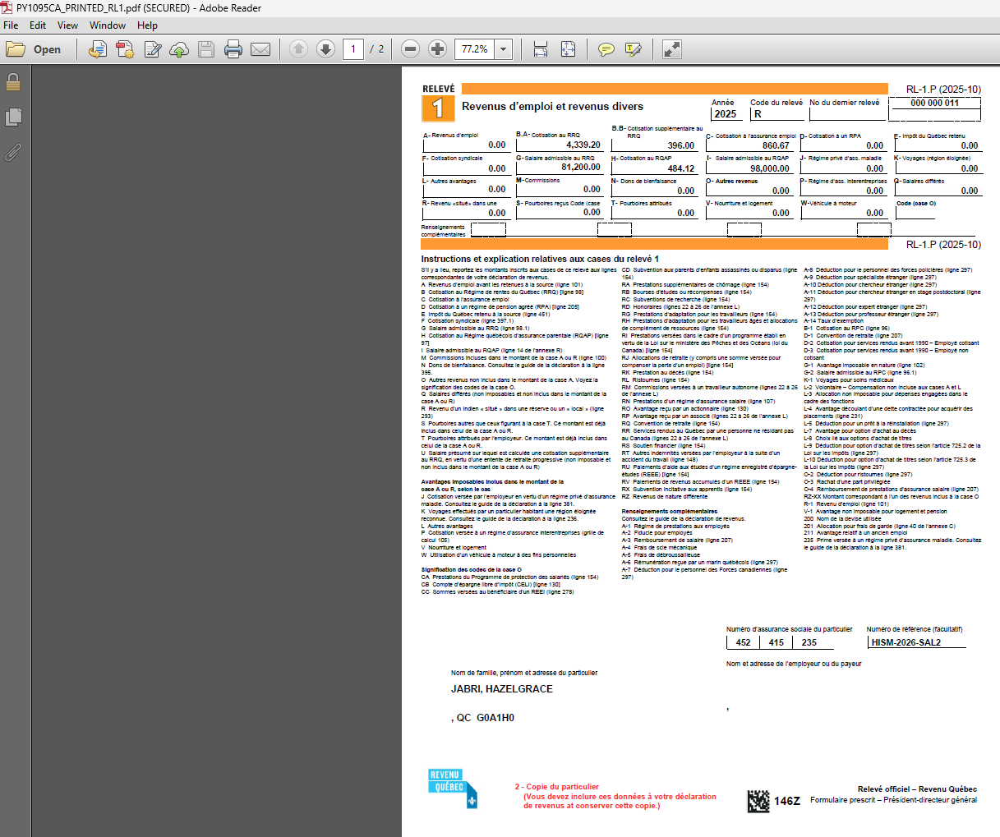 PY1095CA_PRINTED_RL1.pdf (SECURED) - Adobe Reader
File Edit View Window Help
Open 1 / 2 77.2%
RELEVÉ RL-1.P (2025-10)
1 Revenus d'emploi et revenus divers
Année Code du relevé No du dernier relevé 000 000 011
2025 R
A- Revenus d'emploi B.A- Cotisation au RRQ B.B- Cotisation supplémentaire au RRQ C- Cotisation à l'assurance emploi D- Cotisation à un RPA E- Impôt du Québec retenu
0.00 4,339.20 396.00 860.67 0.00 0.00
F- Cotisation syndicale G- Salaire admissible au RRQ H- Cotisation au RQAP I- Salaire admissible au RQAP J- Régime privé d'ass. maladie K- Voyages (région éloignée)
0.00 81,200.00 484.12 98,000.00 0.00 0.00
L- Autres avantages M- Commissions N- Dons de bienfaisance O- Autres revenus P- Régime d'ass. interentreprises Q- Salaires différés
0.00 0.00 0.00 0.00 0.00 0.00
R- Revenu «situé» dans une S- Pourboires reçus Code (case T- Pourboires attribués V- Nourriture et logement W- Véhicule à moteur Code (case O)
0.00 0.00 0.00 0.00 0.00
Renseignements
complémentaires
RL-1.P (2025-10)
Instructions et explication relatives aux cases du relevé 1
S'il y a lieu, reportez les montants inscrits aux cases de ce relevé aux lignes
correspondantes de votre déclaration de revenus.
A Revenus d'emploi avant les retenues à la source (ligne 101)
B Cotisation au Régime de rentes du Québec (RRQ) [ligne 98]
C Cotisation à l'assurance emploi
D Cotisation à un régime de pension agréé (RPA) [ligne 205]
E Impôt du Québec retenu à la source (ligne 451)
F Cotisation syndicale (ligne 397.1)
G Salaire admissible au RRQ (ligne 98.1)
H Cotisation au Régime québécois d'assurance parentale (RQAP) [ligne
97]
I Salaire admissible au RQAP (ligne 14 de l'annexe R)
M Commissions incluses dans le montant de la case A ou R (ligne 100)
N Dons de bienfaisance. Consultez le guide de la déclaration à la ligne
395.
O Autres revenus non inclus dans le montant de la case A. Voyez la
signification des codes de la case O.
Q Salaires différés (non imposables et non inclus dans le montant de la
case A ou R)
R Revenu d'un Indien « situé » dans une réserve ou un « local » (ligne
293)
S Pourboires autres que ceux figurant à la case T. Ce montant est déjà
inclus dans celui de la case A ou R.
T Pourboires attribués par l'employeur. Ce montant est déjà inclus dans
celui de la case A ou R.
U Salaire présumé sur lequel est calculée une cotisation supplémentaire
au RRQ, en vertu d'une entente de retraite progressive (non imposable et
non inclus dans le montant de la case A ou R)
Avantages imposables inclus dans le montant de la
case A ou R, selon le cas
J Cotisation versée par l'employeur en vertu d'un régime privé d'assurance
maladie. Consultez le guide de la déclaration à la ligne 381.
K Voyages effectués par un particulier habitant une région éloignée
reconnue. Consultez le guide de la déclaration à la ligne 236.
L Autres avantages
P Cotisation versée à un régime d'assurance interentreprises (grille de
calcul 105)
V Nourriture et logement
W Utilisation d'un véhicule à moteur à des fins personnelles
Signification des codes de la case O
CA Prestations du Programme de protection des salariés (ligne 154)
CB Compte d'épargne libre d'impôt (CELI) [ligne 130]
CC Sommes versées au bénéficiaire d'un REEI (ligne 278)
CD Subvention aux parents d'enfants assassinés ou disparus (ligne
154)
RA Prestations supplémentaires de chômage (ligne 154)
RB Bourses d'études ou récompenses (ligne 154)
RC Subventions de recherche (ligne 154)
RD Honoraires (lignes 22 à 26 de l'annexe L)
RG Prestations d'adaptation pour les travailleurs (ligne 154)
RH Prestations d'adaptation pour les travailleurs âgés et allocations
de complément de ressources (ligne 154)
RI Prestations versées dans le cadre d'un programme établi en
vertu de la Loi sur le ministère des Pêches et des Océans (loi du
Canada) [ligne 154]
RJ Allocations de retraite (y compris une somme versée pour
compenser la perte d'un emploi) [ligne 154]
RK Prestation au décès (ligne 154)
RL Ristournes (ligne 154)
RM Commissions versées à un travailleur autonome (lignes 22 à 26
de l'annexe L)
RN Prestations d'un régime d'assurance salaire (ligne 107)
RO Avantage reçu par un actionnaire (ligne 130)
RP Avantage reçu par un associé (lignes 22 à 26 de l'annexe L)
RQ Convention de retraite (ligne 154)
RR Services rendus au Québec par une personne ne résidant pas
au Canada (lignes 22 à 26 de l'annexe L)
RS Soutien financier (ligne 154)
RT Autres indemnités versées par l'employeur à la suite d'un
accident du travail (ligne 148)
RU Paiements d'aide aux études d'un régime enregistré d'épargne-
études (REEE) [ligne 154]
RV Paiements de revenus accumulés d'un REEE (ligne 154)
RX Subvention incitative aux apprentis (ligne 154)
RZ Revenus de nature différente
Renseignements complémentaires
Consultez le guide de la déclaration de revenus.
A-1 Régime de prestations aux employés
A-2 Fiducie pour employés
A-3 Remboursement de salaire (ligne 207)
A-4 Frais de scie mécanique
A-5 Frais de débroussailleuse
A-6 Rémunération reçue par un marin québécois (ligne 297)
A-7 Déduction pour le personnel des Forces canadiennes (ligne
297)
A-8 Déduction pour le personnel des forces policières (ligne 297)
A-9 Déduction pour spécialiste étranger (ligne 297)
A-10 Déduction pour chercheur étranger (ligne 297)
A-11 Déduction pour chercheur étranger en stage postdoctoral (ligne
297)
A-12 Déduction pour expert étranger (ligne 297)
A-13 Déduction pour professeur étranger (ligne 297)
A-14 Taux d'exemption
B-1 Cotisation au RPC (ligne 96)
D-1 Convention de retraite (ligne 207)
D-2 Cotisation pour services rendus avant 1990 – Employé cotisant
D-3 Cotisation pour services rendus avant 1990 – Employé non
cotisant
G-1 Avantage imposable en nature (ligne 102)
G-2 Salaire admissible au RPC (ligne 96.1)
K-1 Voyages pour soins médicaux
L-2 Volontaire – Compensation non incluse aux cases A et L
L-3 Allocation non imposable pour dépenses engagées dans le
cadre des fonctions
L-4 Avantage découlant d'une dette contractée pour acquérir des
placements (ligne 231)
L-5 Déduction pour un prêt à la réinstallation (ligne 297)
L-7 Avantage pour option d'achat au décès
L-8 Choix lié aux options d'achat de titres
L-9 Déduction pour option d'achat de titres selon l'article 725.2 de la
Loi sur les impôts (ligne 297)
L-10 Déduction pour option d'achat de titres selon l'article 725.3 de
la Loi sur les impôts (ligne 297)
O-2 Déduction pour ristournes (ligne 297)
O-3 Rachat d'une part privilégiée
O-4 Remboursement de prestations d'assurance salaire (ligne 207)
RZ-XX Montant correspondant à l'un des revenus inclus à la case O
R-1 Revenu d'emploi (ligne 101)
V-1 Avantage non imposable pour logement et pension
200 Nom de la devise utilisée
201 Allocation pour frais de garde (ligne 40 de l'annexe C)
211 Avantage relatif à un ancien emploi
235 Prime versée à un régime privé d'assurance maladie. Consultez
le guide de la déclaration à la ligne 381.
Numéro d'assurance sociale du particulier Numéro de référence (facultatif)
452 415 235 HISM-2026-SAL2
Nom et adresse de l'employeur ou du payeur
Nom de famille, prénom et adresse du particulier
JABRI, HAZELGRACE
,
, QC G0A1H0
REVENU
QUÉBEC
2 - Copie du particulier
(Vous devez inclure ces données à votre déclaration
de revenus at conserver cette copie.)
Relevé officiel – Revenu Québec
146Z Formulaire prescrit – Président-directeur général